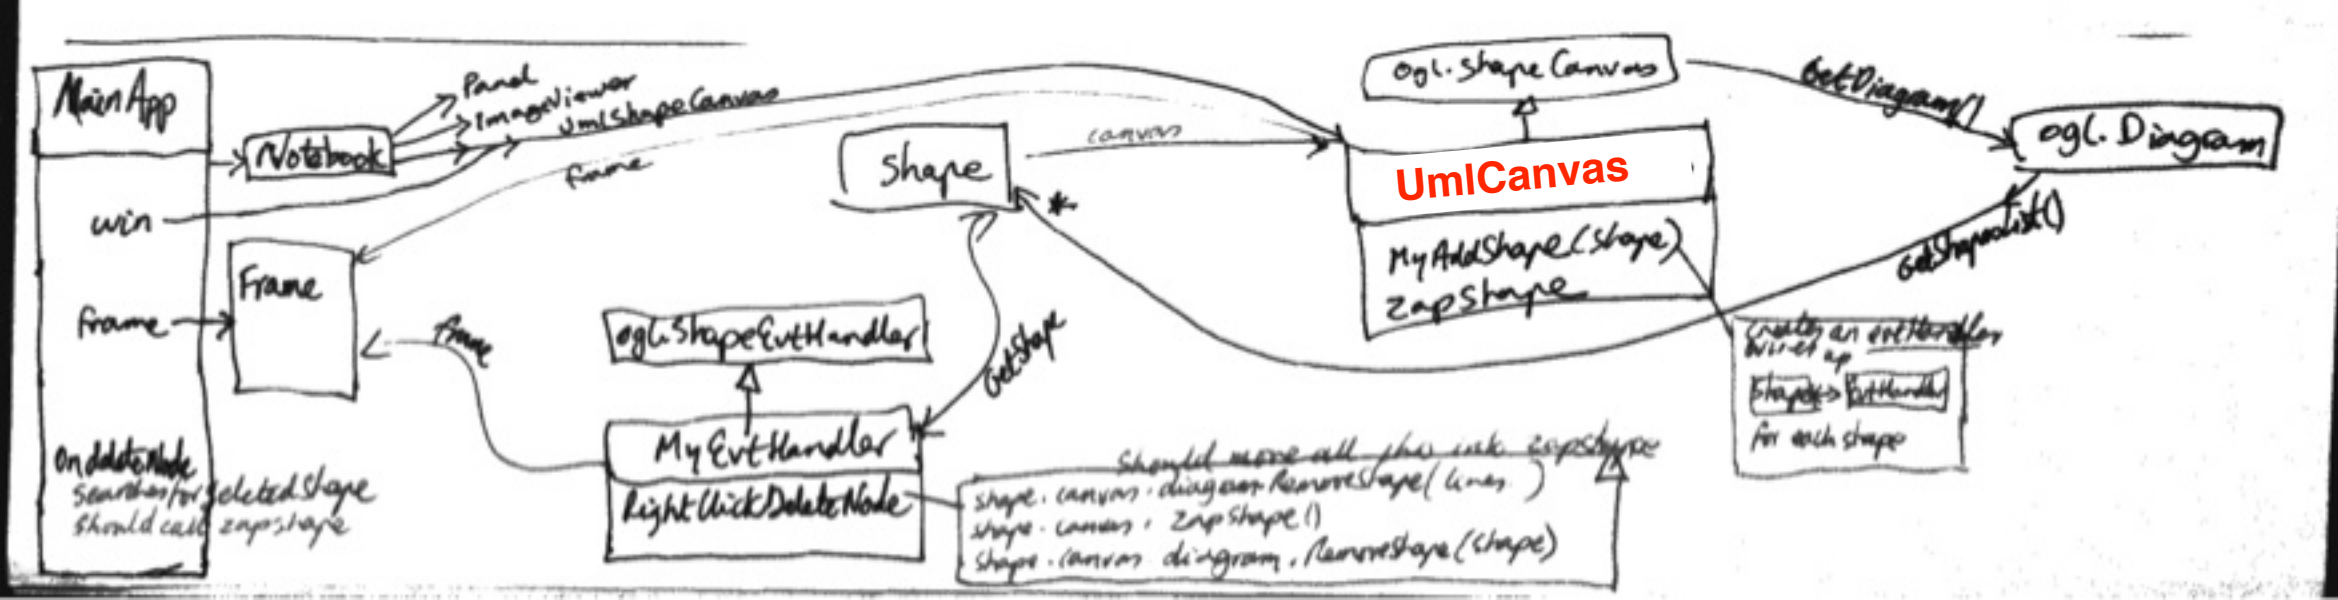 MainApp
win
frame
OndeleteNode
searches for deletedshape
should call zapshape
Notebook
Panel
ImageViewer
UmlShapeCanvas
frame
Frame
frame
Shape
canvas
*
GetShape
ogl.ShapeEvtHandler
MyEvtHandler
RightClickDeleteNode
Should move all this into zapshape
shape.canvas.diagram.RemoveShape(lines)
shape.canvas.zapShape()
shape.canvas.diagram.RemoveShape(shape)
ogl.ShapeCanvas
UmlCanvas
MyAddShape(shape)
zapShape
GetDiagram()
ogl.Diagram
GetShapeList()
creates an evtHandler
wires it up
Shape <-> EvtHandler
for each shape